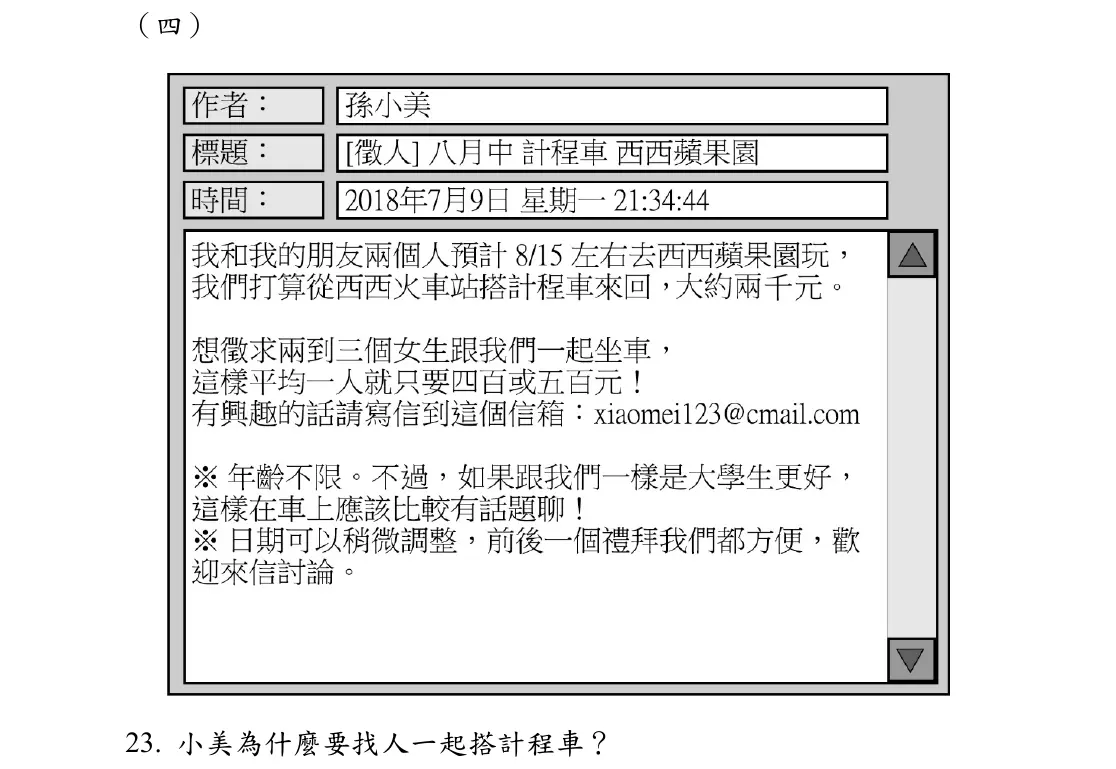 （四）
作者：
孫小美
標題：
[徵人] 八月中 計程車 西西蘋果園
時間：
2018年7月9日 星期一 21:34:44
我和我的朋友兩個人預計 8/15 左右去西西蘋果園玩，
我們打算從西西火車站搭計程車來回，大約兩千元。
想徵求兩到三個女生跟我們一起坐車，
這樣平均一人就只要四百或五百元！
有興趣的話請寫信到這個信箱：xiaomei123@cmail.com
※ 年齡不限。不過，如果跟我們一樣是大學生更好，
這樣在車上應該比較有話題聊！
※ 日期可以稍微調整，前後一個禮拜我們都方便，歡
迎來信討論。
23. 小美為什麼要找人一起搭計程車？